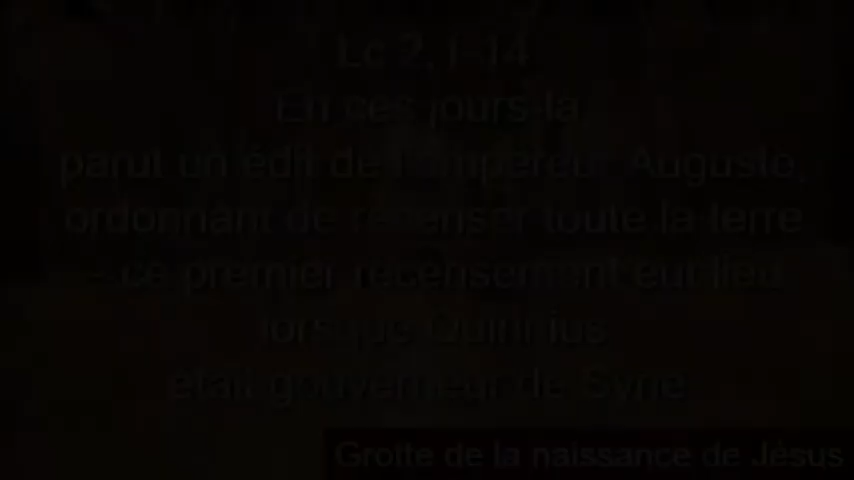 Lc 2, 1-14
En ces jours là,
parut un édit de l'empereur Auguste,
ordonnant de recenser toute la terre
- ce premier recensement eut lieu
lorsque Quirinius
était gouverneur de Syrie
Grotte de la naissance de Jésus